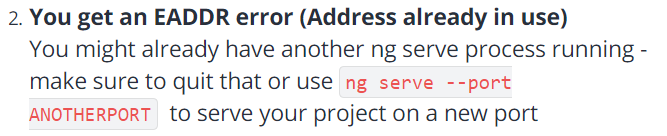 2. You get an EADDR error (Address already in use)
You might already have another ng serve process running -
make sure to quit that or use ng serve --port
ANOTHERPORT to serve your project on a new port